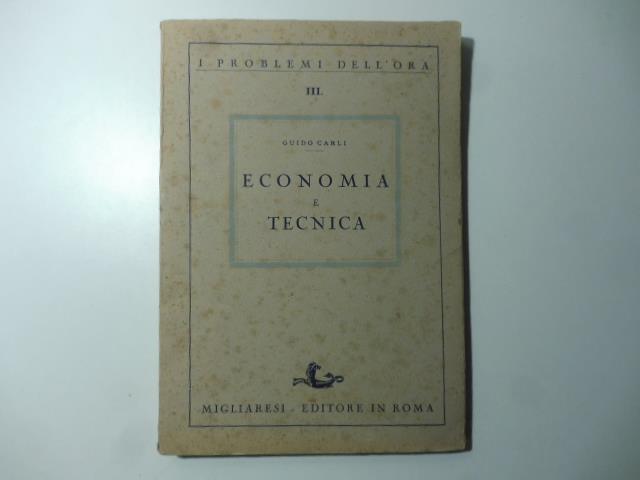 I PROBLEMI DELL'ORA
III.
GUIDO CARLI
ECONOMIA
E
TECNICA
MIGLIARESI - EDITORE IN ROMA